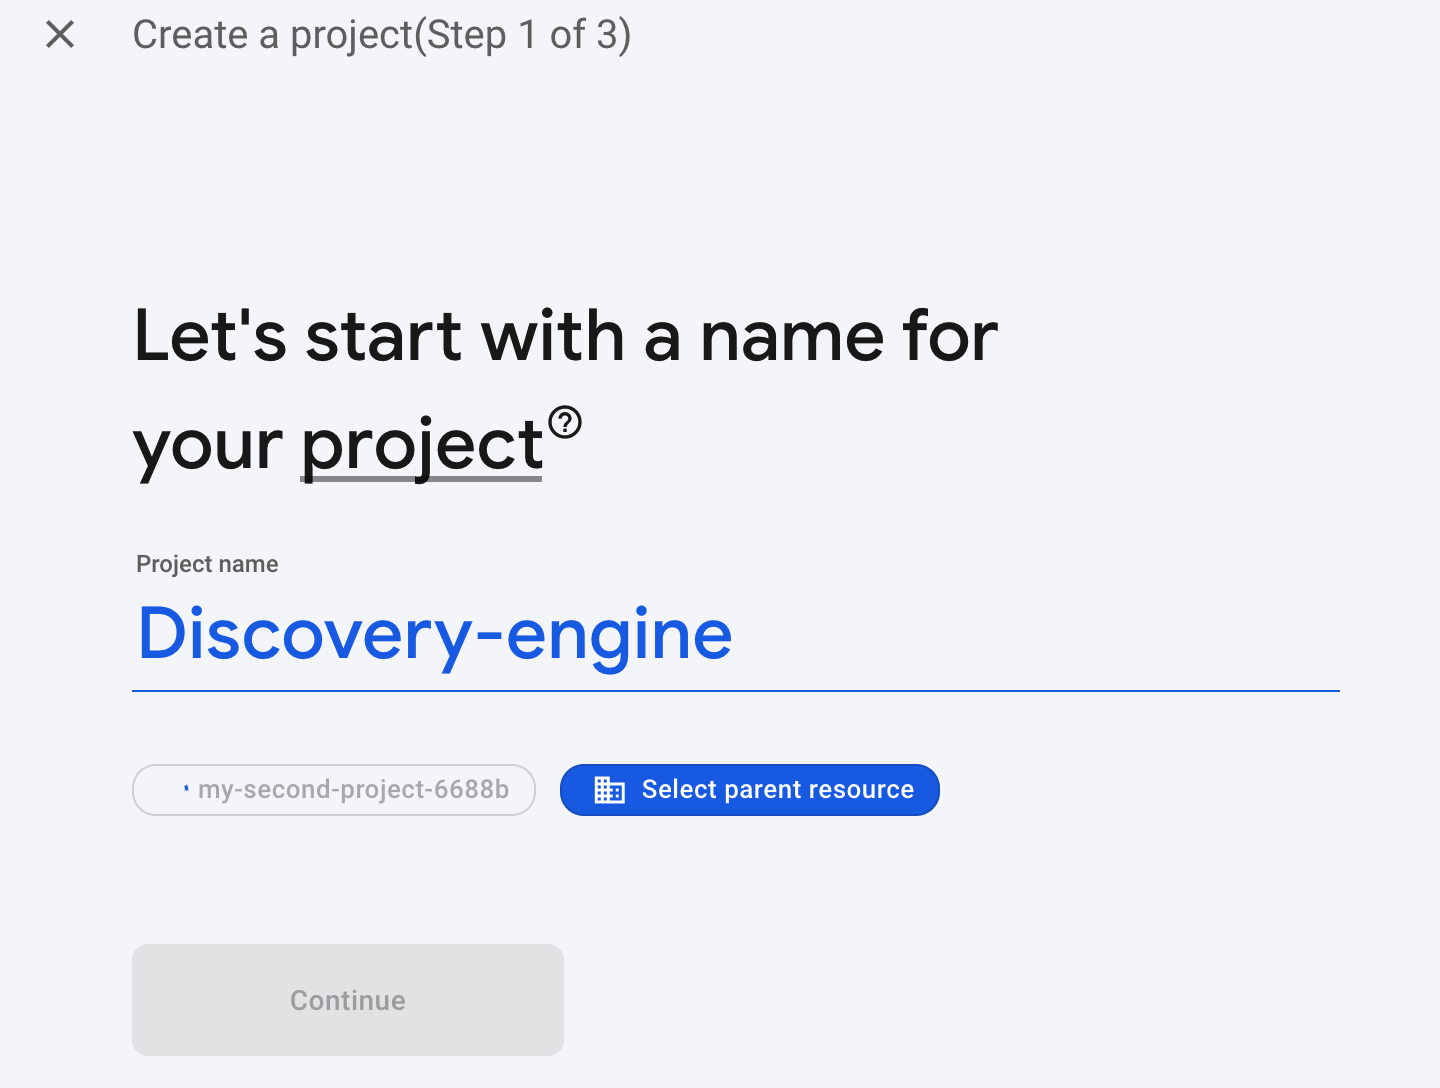 Create a project(Step 1 of 3)
Let's start with a name for
your project
Project name
Discovery-engine
my-second-project-6688b
Select parent resource
Continue